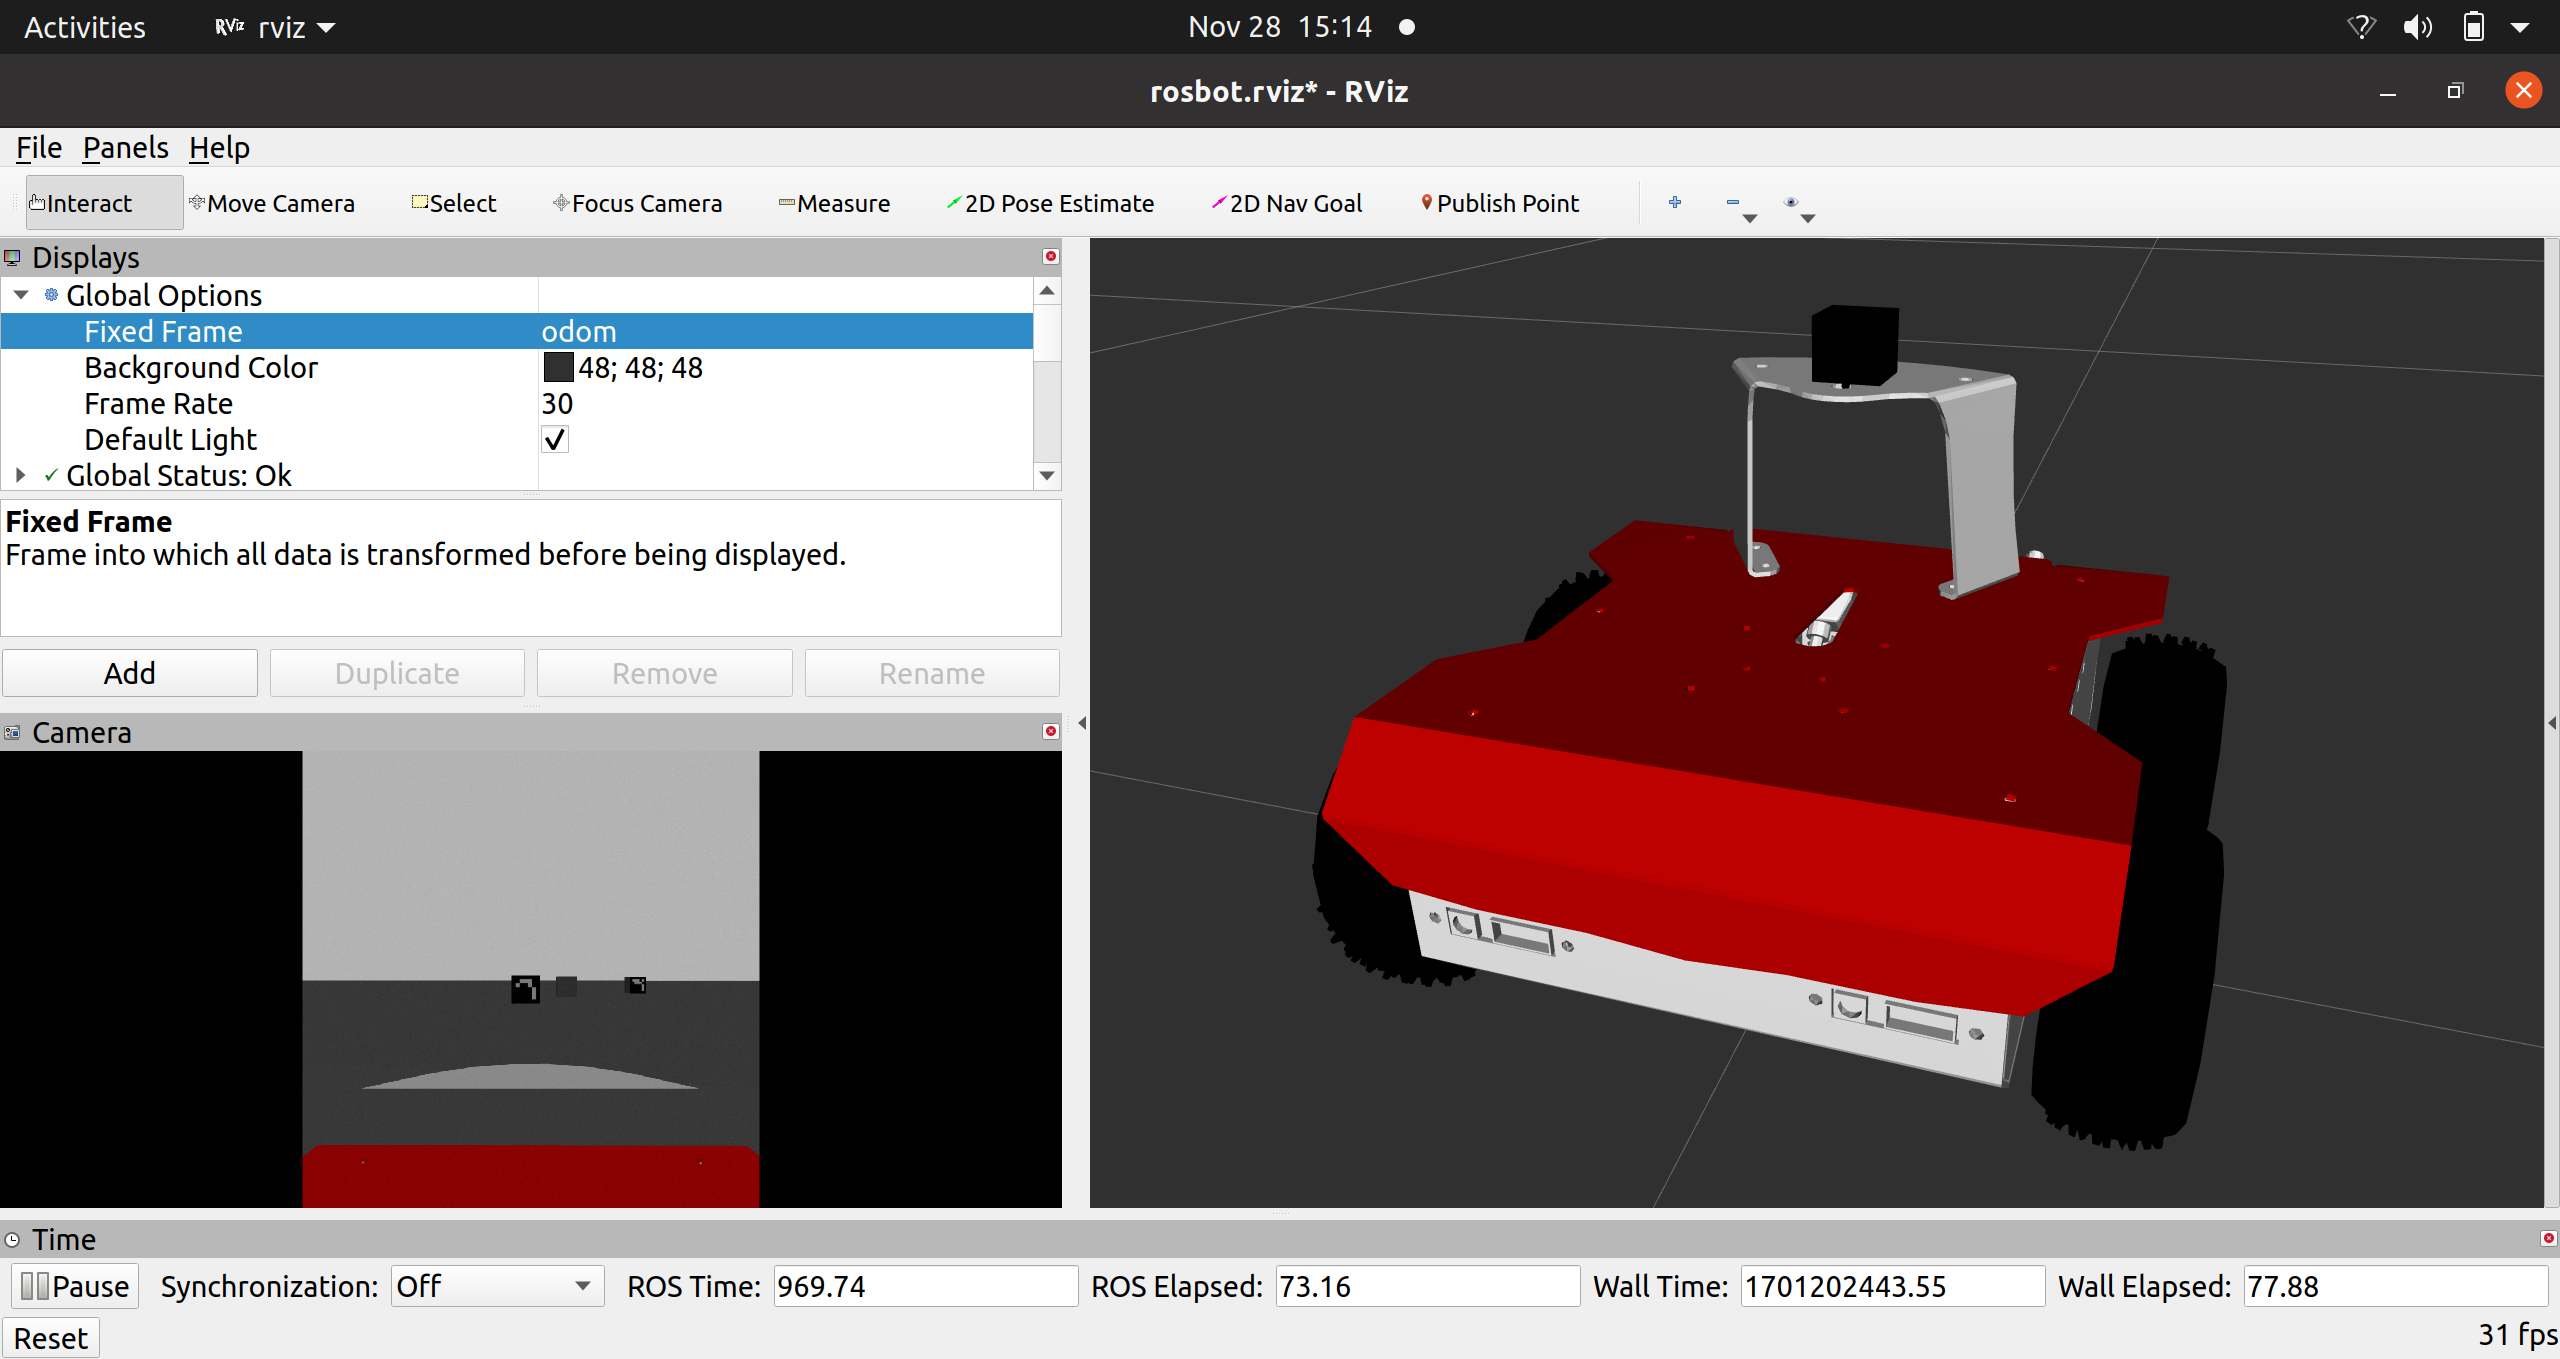 Activities RViz rviz Nov 28 15:14
rosbot.rviz* - RViz
File Panels Help
Interact Move Camera Select Focus Camera Measure 2D Pose Estimate 2D Nav Goal Publish Point
Displays
Global Options
Fixed Frame odom
Background Color 48; 48; 48
Frame Rate 30
Default Light
Global Status: Ok
Fixed Frame
Frame into which all data is transformed before being displayed.
Add Duplicate Remove Rename
Camera
Time
Pause Synchronization: Off ROS Time: 969.74 ROS Elapsed: 73.16 Wall Time: 1701202443.55 Wall Elapsed: 77.88
Reset 31 fps